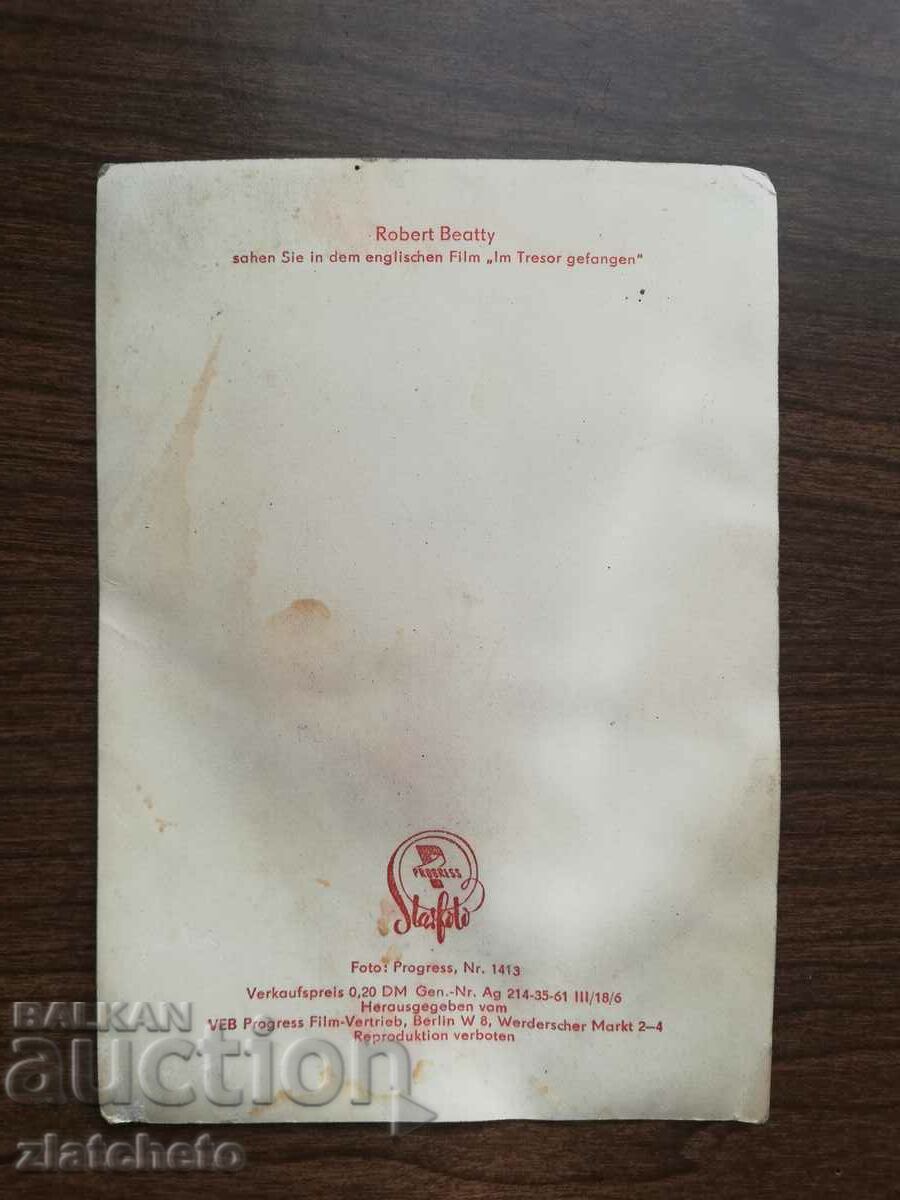 Robert Beatty
sahen Sie in dem englischen Film „Im Tresor gefangen"
PROGRESS
Starfoto
Foto: Progress, Nr. 1413
Verkaufspreis 0,20 DM Gen.-Nr. Ag 214-35-61 III/18/6
Herausgegeben vom
VEB Progress Film-Vertrieb, Berlin W 8, Werderscher Markt 2–4
Reproduktion verboten
BALKAN
auction
zlatcheto